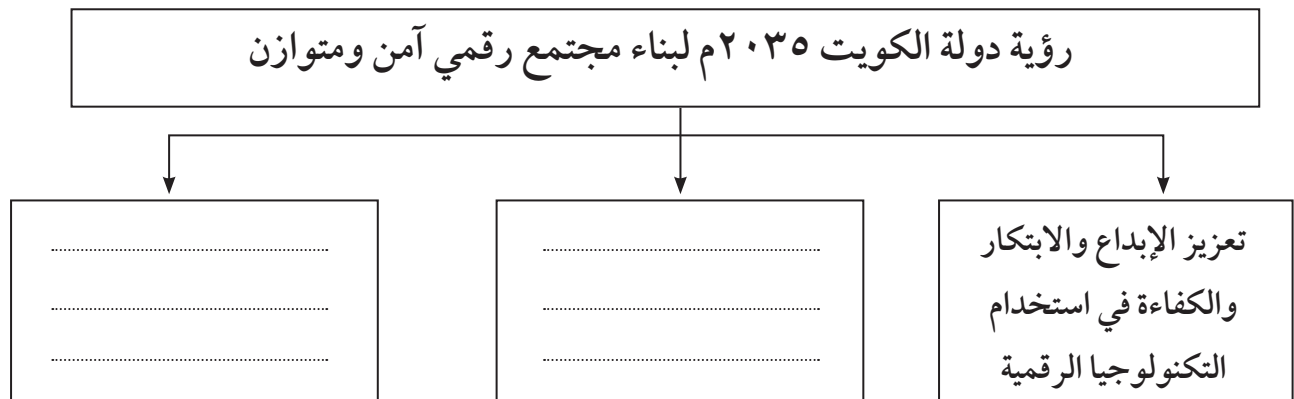 رؤية دولة الكويت ٢٠٣٥م لبناء مجتمع رقمي آمن ومتوازن
تعزيز الإبداع والابتكار
والكفاءة في استخدام
التكنولوجيا الرقمية